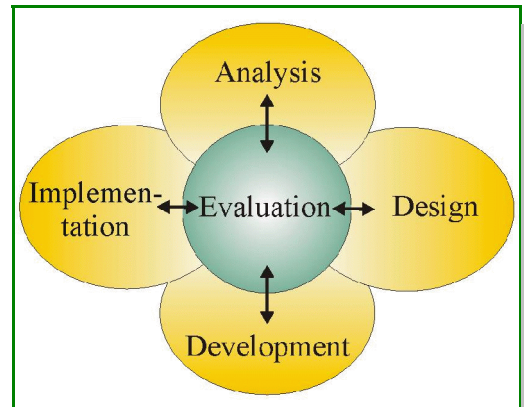 Analysis
Implemen-
tation
Evaluation
Design
Development